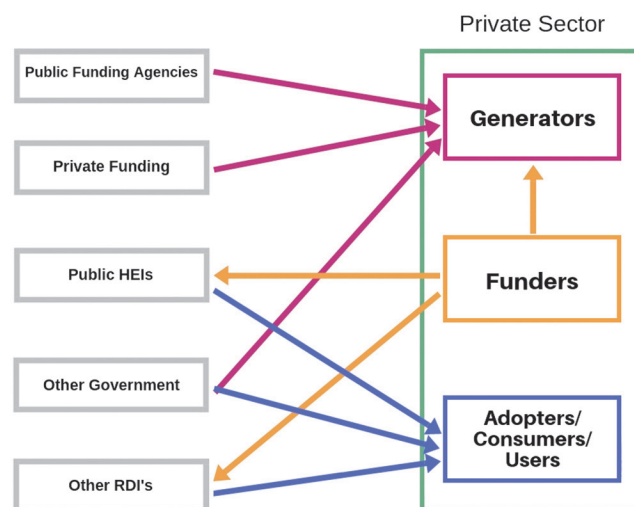 Private Sector
Public Funding Agencies
Generators
Private Funding
Public HEIs
Funders
Other Government
Adopters/
Consumers/
Users
Other RDI's